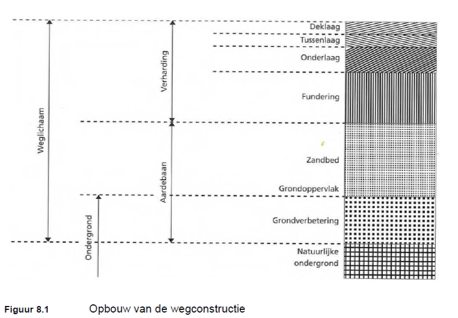 Deklaag
Tussenlaag
Onderlaag
Verharding
Fundering
Weglichaam
Zandbed
Aardebaan
Grondoppervlak
Grondverbetering
Ondergrond
Natuurlijke
ondergrond
Figuur 8.1 Opbouw van de wegconstructie